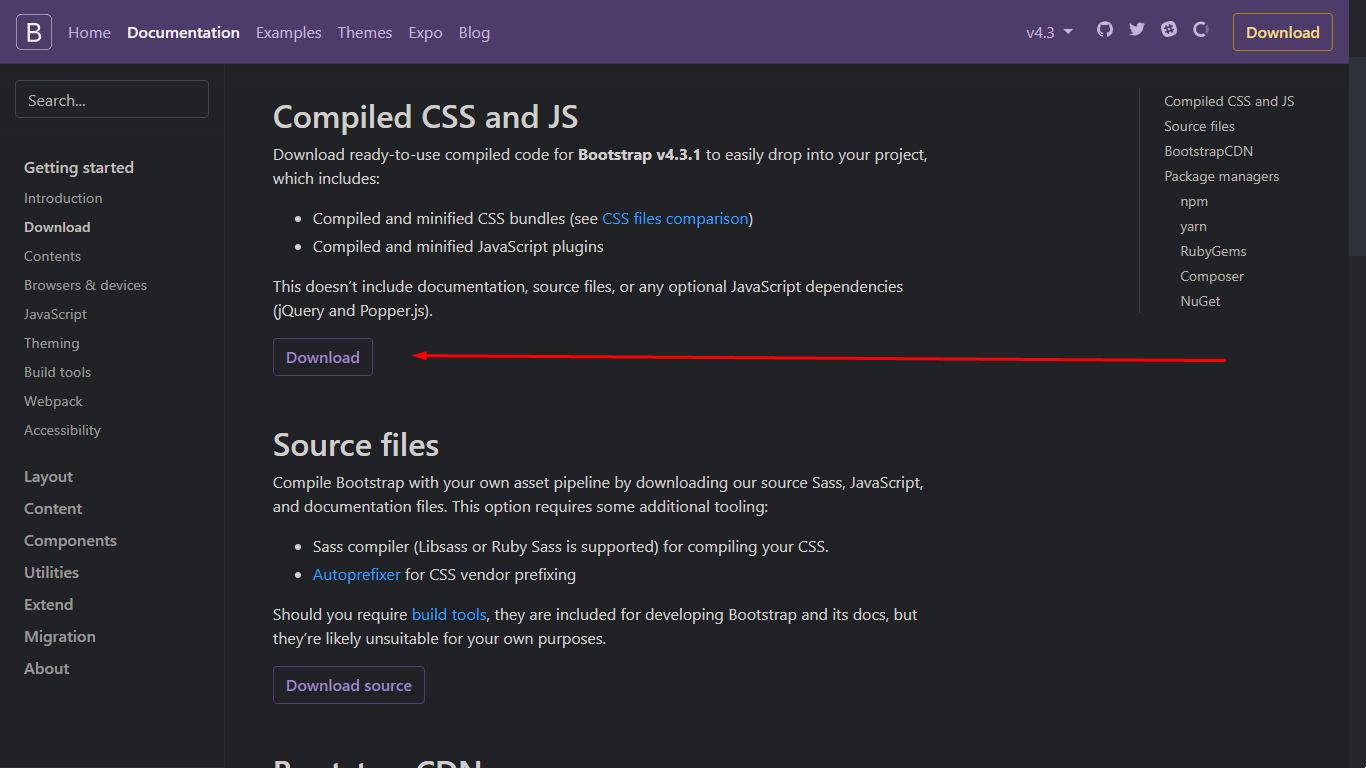 B Home Documentation Examples Themes Expo Blog v4.3 Download
Search...
Getting started
Introduction
Download
Contents
Browsers & devices
JavaScript
Theming
Build tools
Webpack
Accessibility
Layout
Content
Components
Utilities
Extend
Migration
About
Compiled CSS and JS
Download ready-to-use compiled code for Bootstrap v4.3.1 to easily drop into your project,
which includes:
Compiled and minified CSS bundles (see CSS files comparison)
Compiled and minified JavaScript plugins
This doesn’t include documentation, source files, or any optional JavaScript dependencies
(jQuery and Popper.js).
Download
Source files
Compile Bootstrap with your own asset pipeline by downloading our source Sass, JavaScript,
and documentation files. This option requires some additional tooling:
Sass compiler (Libsass or Ruby Sass is supported) for compiling your CSS.
Autoprefixer for CSS vendor prefixing
Should you require build tools, they are included for developing Bootstrap and its docs, but
they’re likely unsuitable for your own purposes.
Download source
BootstrapCDN
Compiled CSS and JS
Source files
BootstrapCDN
Package managers
npm
yarn
RubyGems
Composer
NuGet